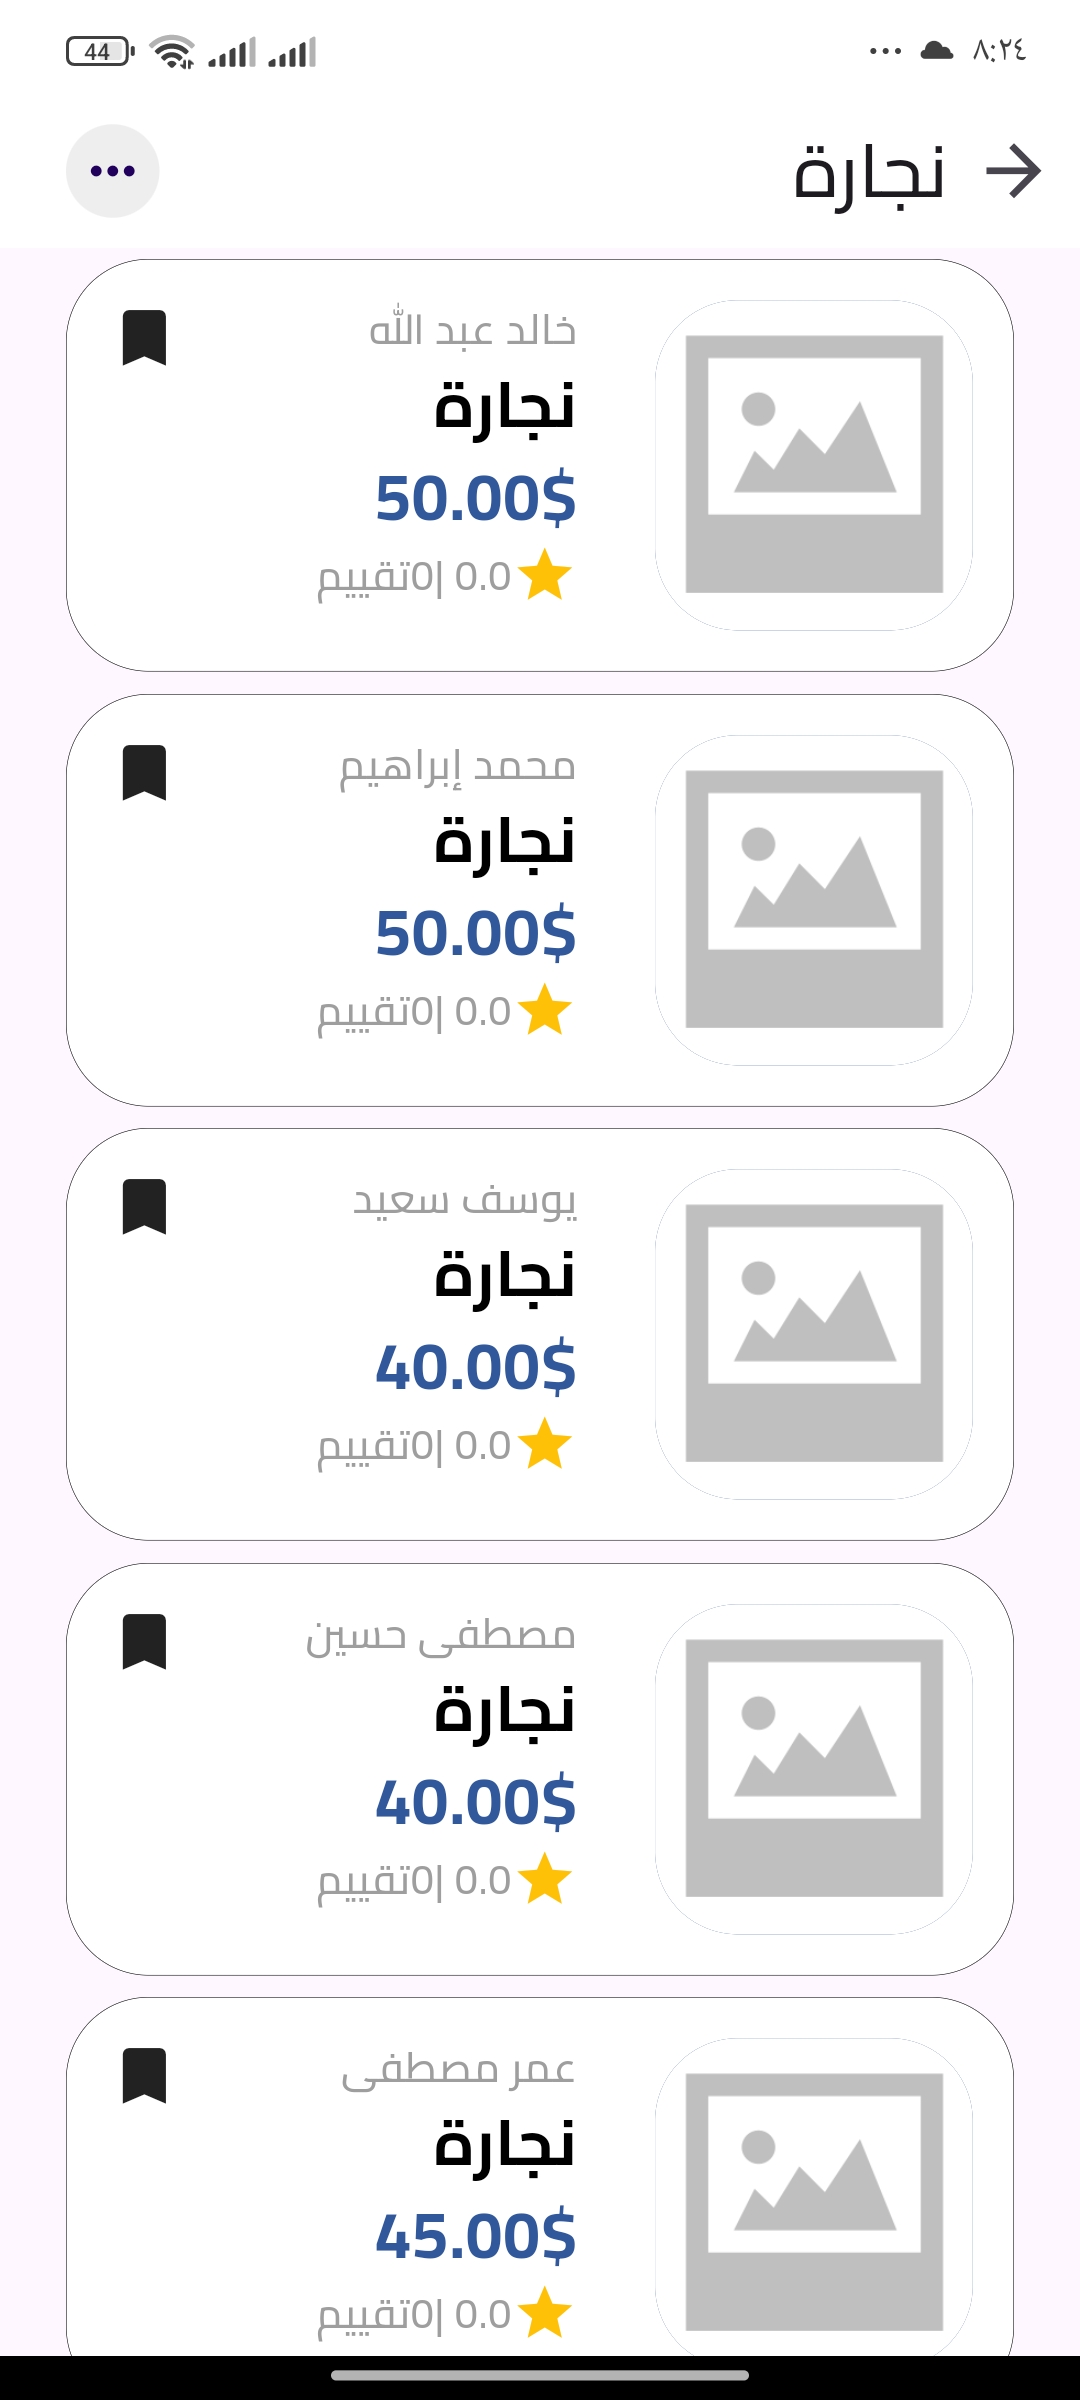 ٨:٢٤
44
نجارة
خالد عبد الله
نجارة
50.00$
0.0 |0تقييم
محمد إبراهيم
نجارة
50.00$
0.0 |0تقييم
يوسف سعيد
نجارة
40.00$
0.0 |0تقييم
مصطفى حسين
نجارة
40.00$
0.0 |0تقييم
عمر مصطفى
نجارة
45.00$
0.0 |0تقييم